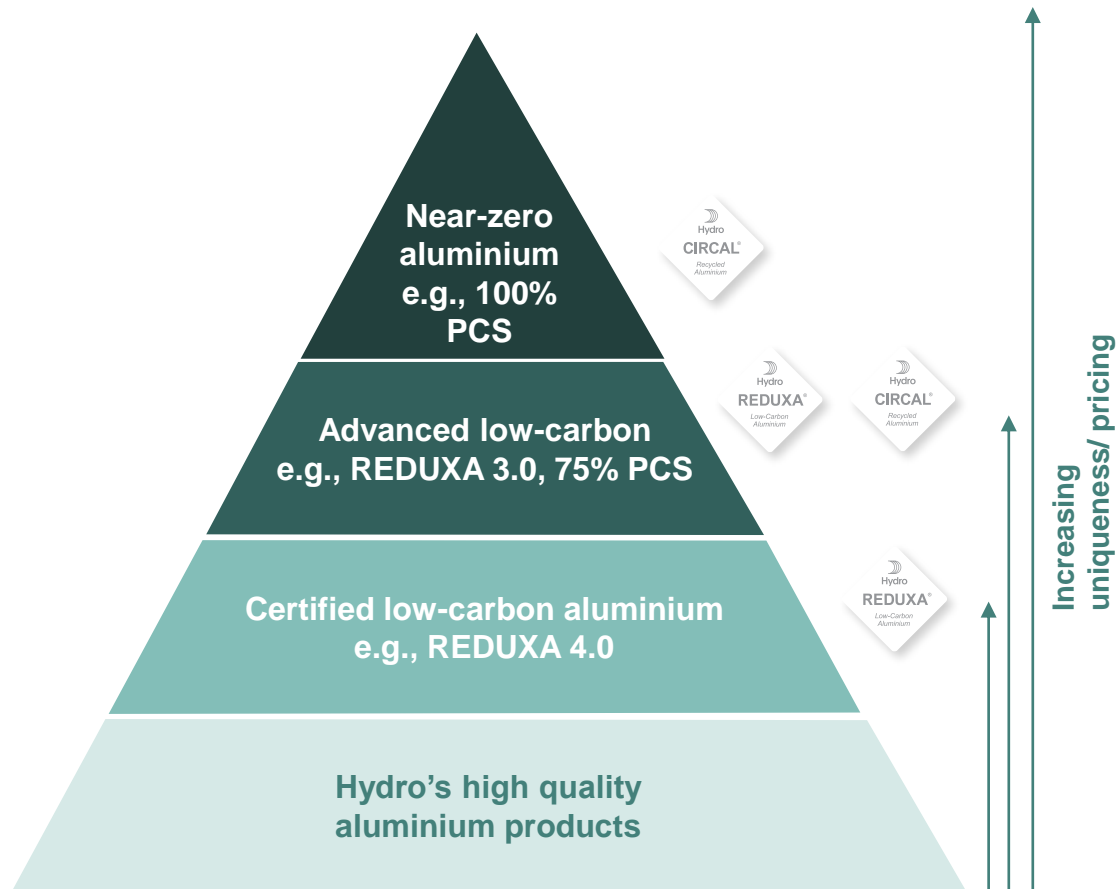 Near-zero
aluminium
e.g., 100%
PCS
Hydro
CIRCAL®
Recycled
Aluminium
Advanced low-carbon
e.g., REDUXA 3.0, 75% PCS
Hydro
REDUXA®
Low-Carbon
Aluminium
Hydro
CIRCAL®
Recycled
Aluminium
Certified low-carbon aluminium
e.g., REDUXA 4.0
Hydro
REDUXA®
Low-Carbon
Aluminium
Hydro’s high quality
aluminium products
Increasing
uniqueness/ pricing